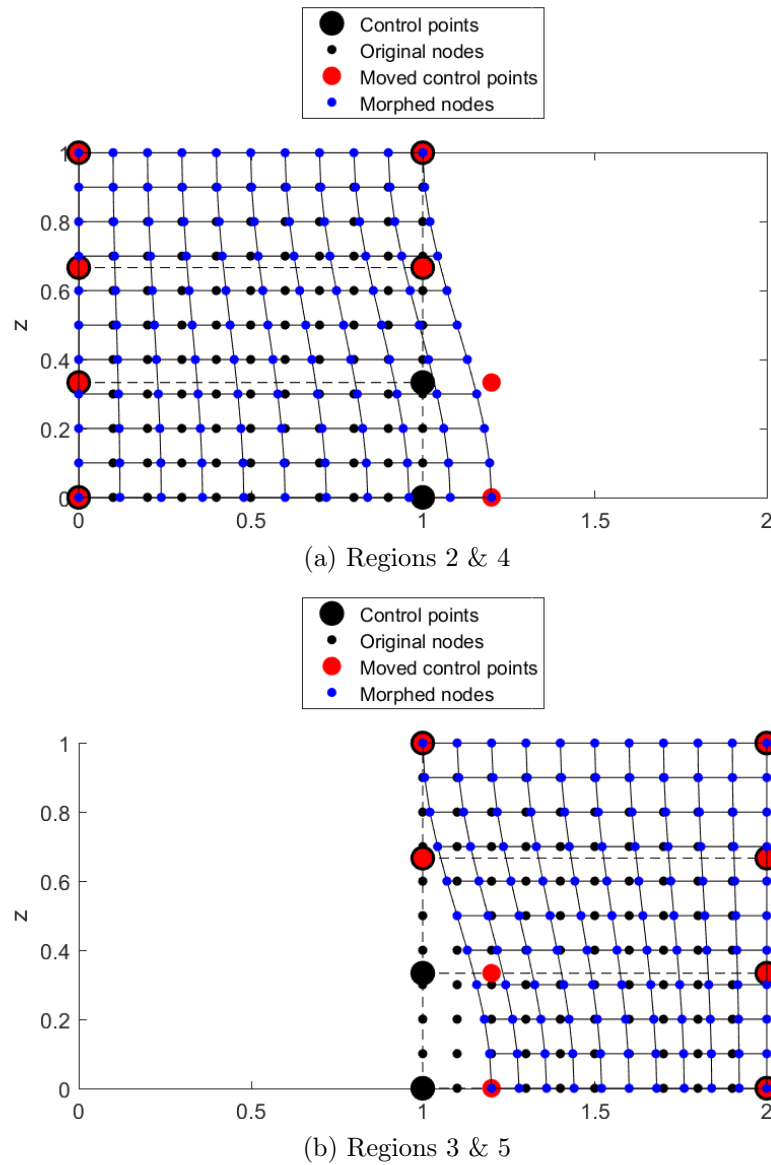 Control points
Original nodes
Moved control points
Morphed nodes
1
0.8
0.6
0.4
0.2
0
z
0 0.5 1 1.5 2
(a) Regions 2 & 4
Control points
Original nodes
Moved control points
Morphed nodes
1
0.8
0.6
0.4
0.2
0
z
0 0.5 1 1.5 2
(b) Regions 3 & 5